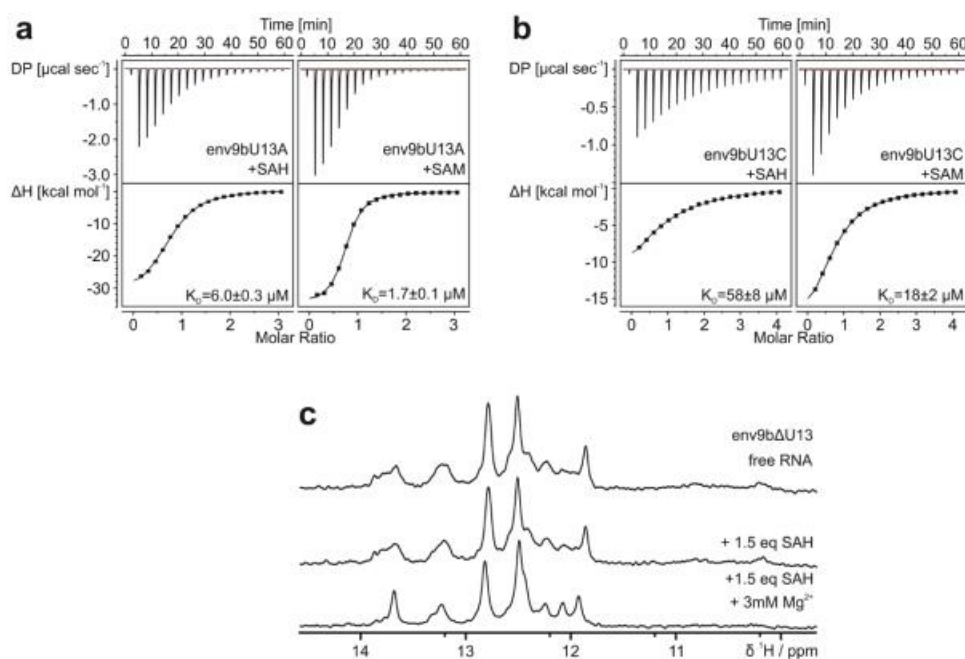 a
Time [min]
0 10 20 30 40 50 60 0 10 20 30 40 50 60
DP [µcal sec⁻¹]
-1.0
-2.0
-3.0
env9bU13A
+SAH
env9bU13A
+SAM
ΔH [kcal mol⁻¹]
0
-10
-20
-30
K_D=6.0±0.3 µM
K_D=1.7±0.1 µM
0 1 2 3 0 1 2 3
Molar Ratio
b
Time [min]
0 10 20 30 40 50 60 0 10 20 30 40 50 60
DP [µcal sec⁻¹]
-0.5
-1.0
env9bU13C
+SAH
env9bU13C
+SAM
ΔH [kcal mol⁻¹]
0
-5
-10
-15
K_D=58±8 µM
K_D=18±2 µM
0 1 2 3 4 0 1 2 3 4
Molar Ratio
c
env9bΔU13
free RNA
+ 1.5 eq SAH
+1.5 eq SAH
+ 3mM Mg²⁺
14 13 12 11 δ ¹H / ppm